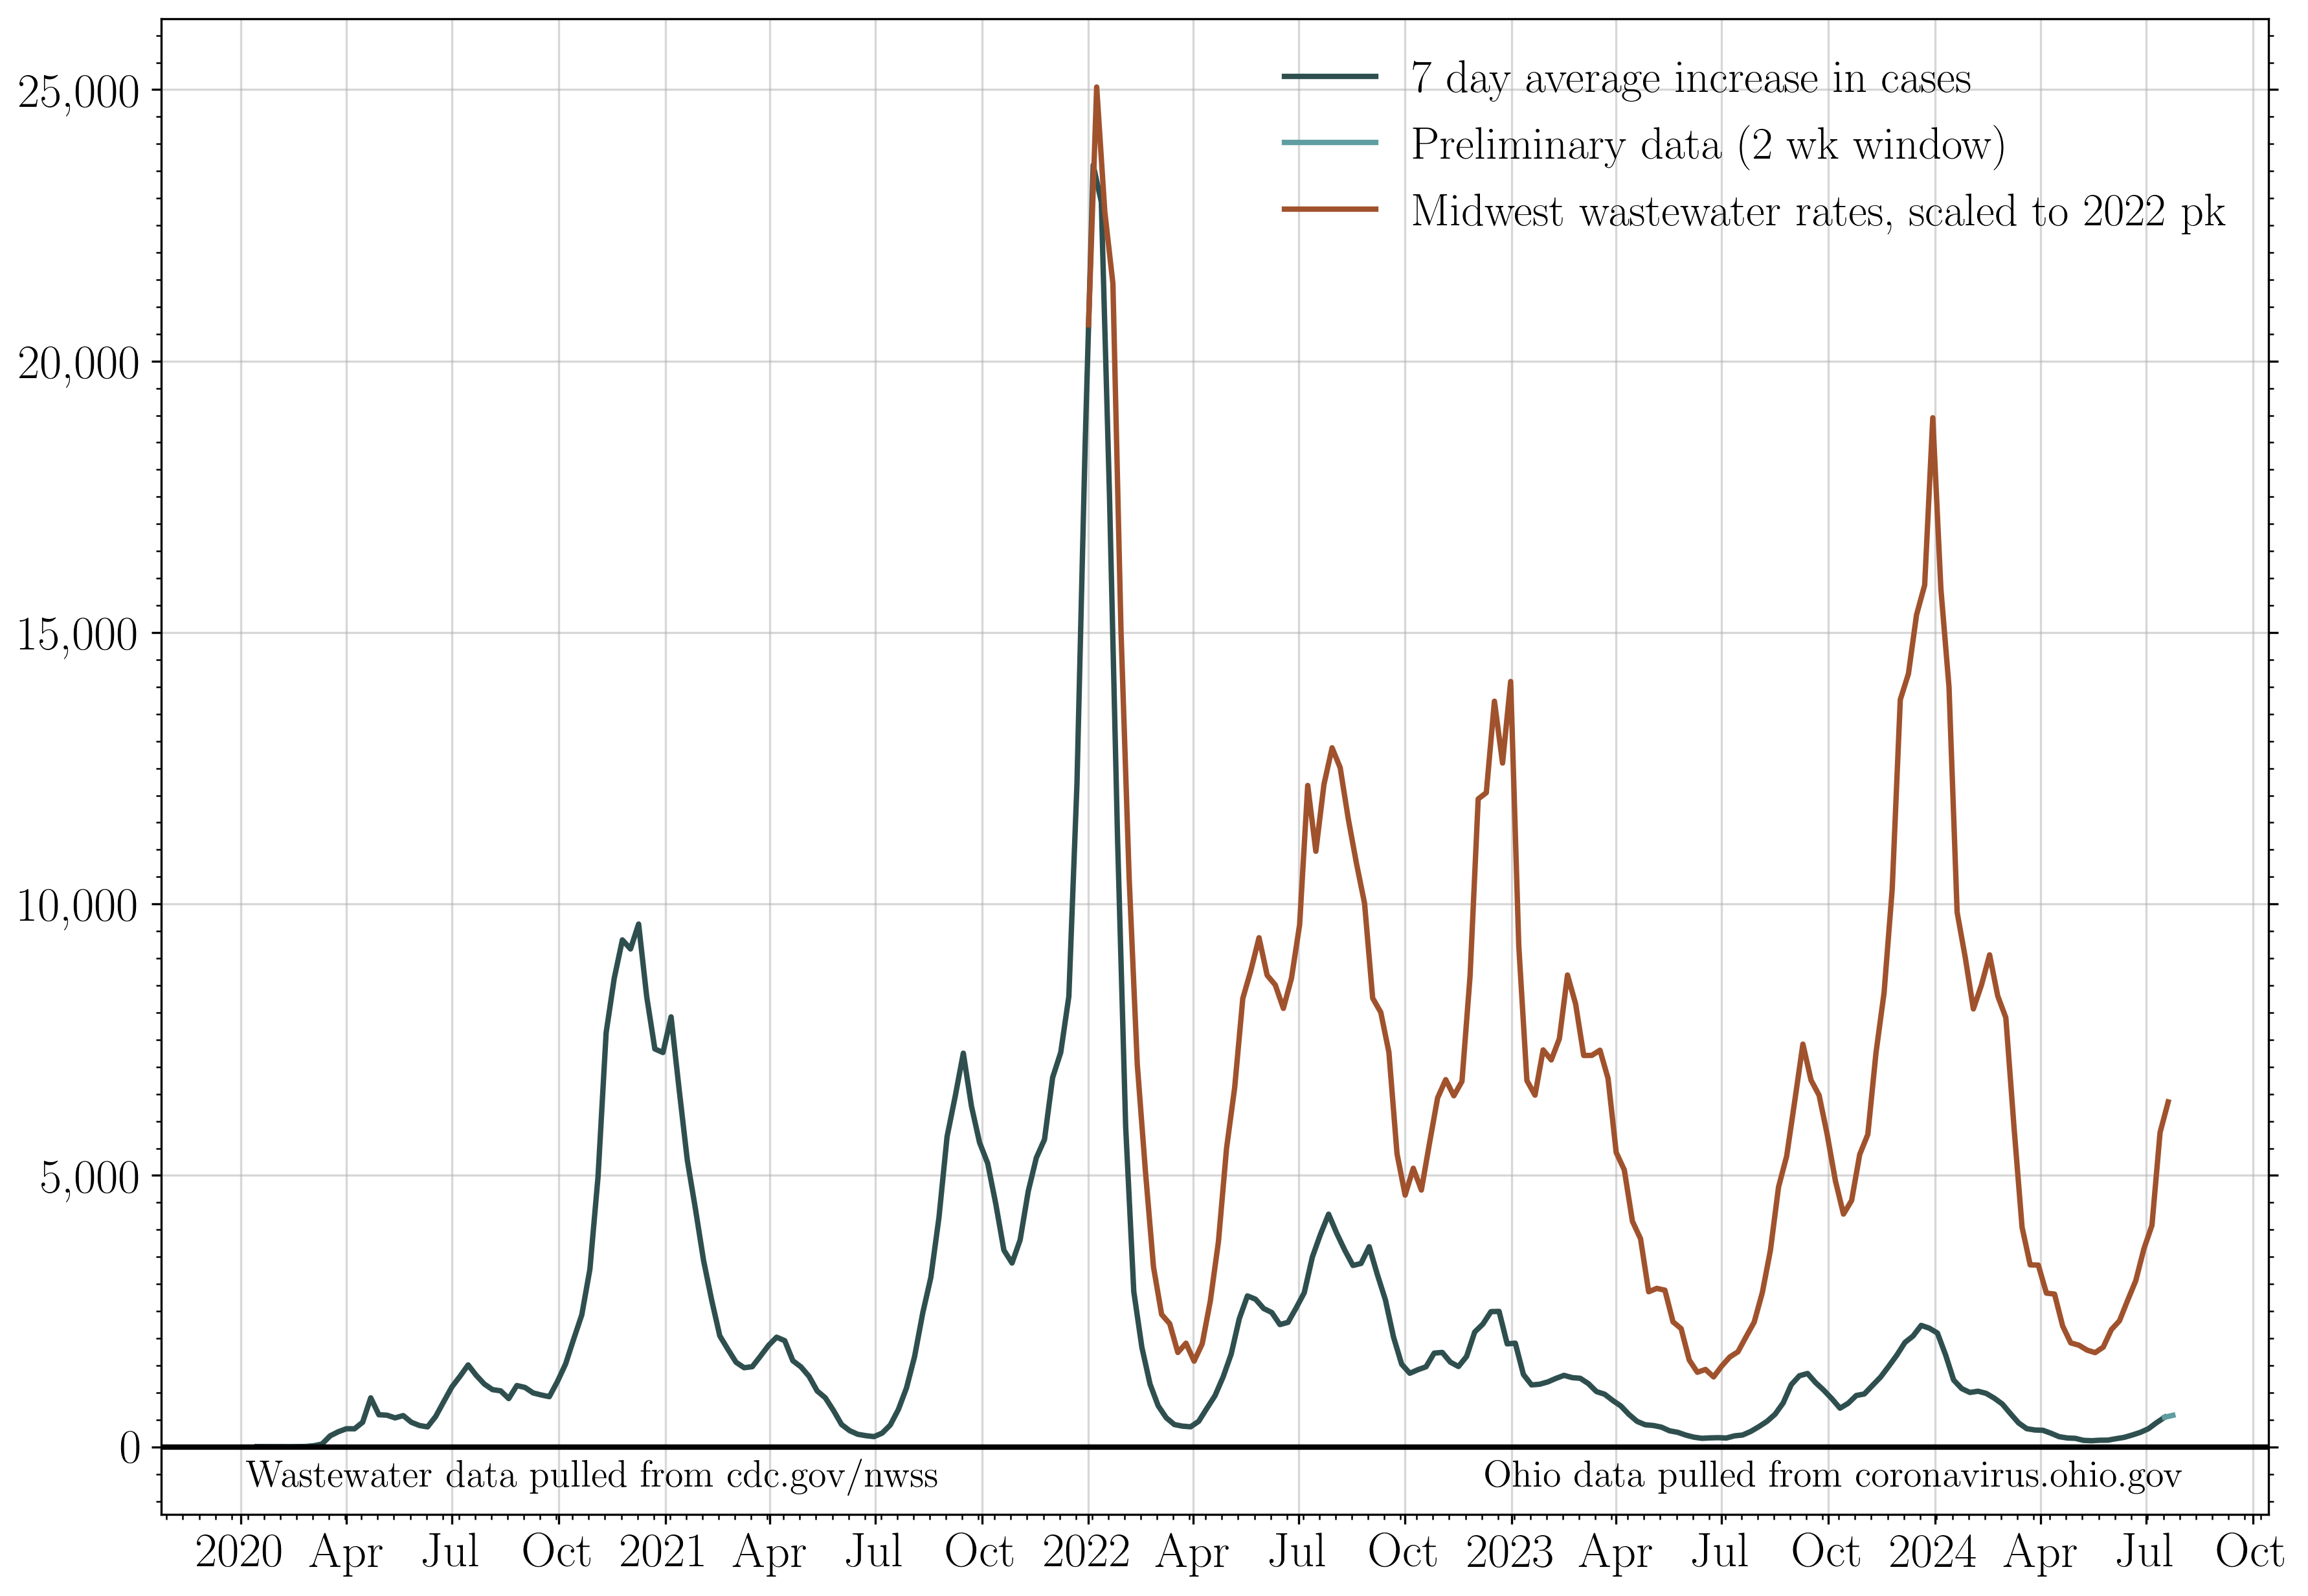 25,000
20,000
15,000
10,000
5,000
0
7 day average increase in cases
Preliminary data (2 wk window)
Midwest wastewater rates, scaled to 2022 pk
Wastewater data pulled from cdc.gov/nwss
Ohio data pulled from coronavirus.ohio.gov
2020 Apr Jul Oct 2021 Apr Jul Oct 2022 Apr Jul Oct 2023 Apr Jul Oct 2024 Apr Jul Oct